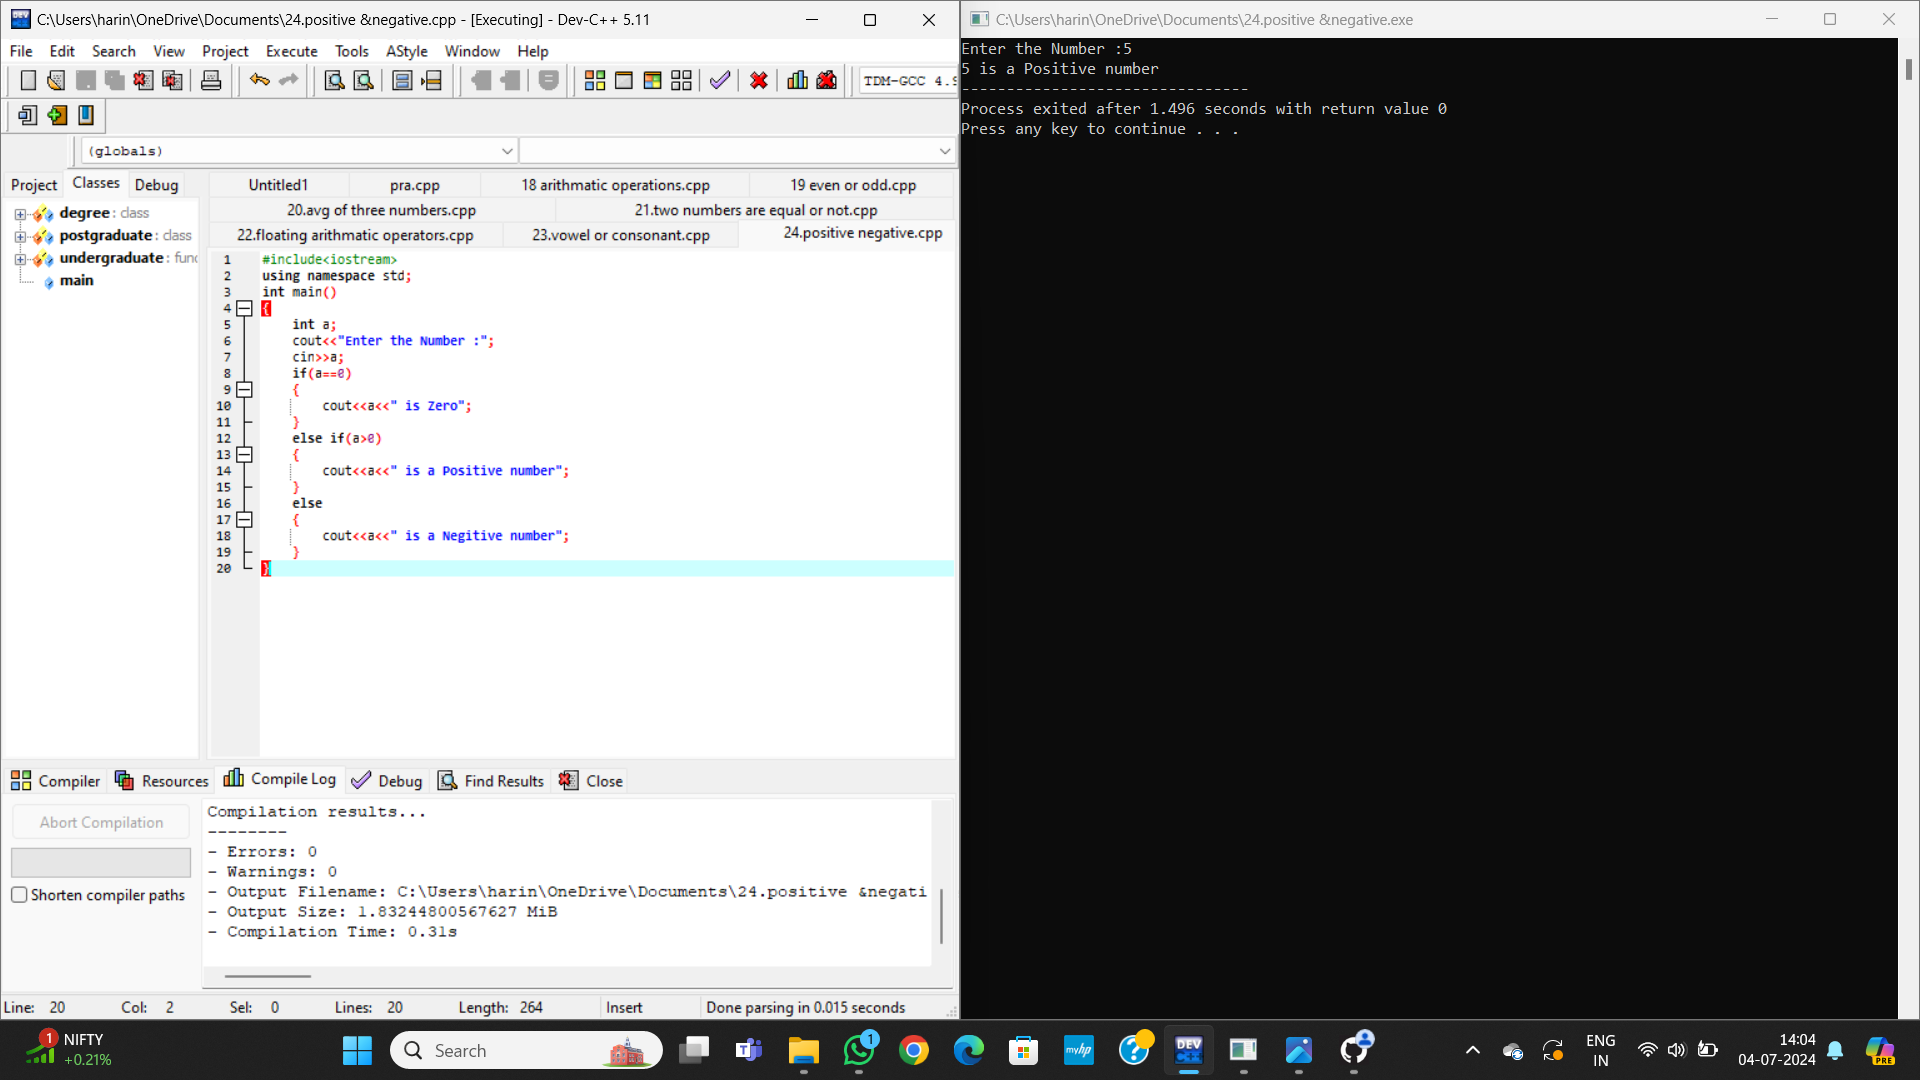 C:\Users\harin\OneDrive\Documents\24.positive &negative.cpp - [Executing] - Dev-C++ 5.11
File Edit Search View Project Execute Tools AStyle Window Help
TDM-GCC 4.9
(globals)
Project Classes Debug
degree : class
postgraduate : class
undergraduate : func
main
Untitled1 pra.cpp 18 arithmatic operations.cpp 19 even or odd.cpp
20.avg of three numbers.cpp 21.two numbers are equal or not.cpp
22.floating arithmatic operators.cpp 23.vowel or consonant.cpp 24.positive negative.cpp
1 #include<iostream>
2 using namespace std;
3 int main()
4 {
5 int a;
6 cout<<"Enter the Number :";
7 cin>>a;
8 if(a==0)
9 {
10 cout<<a<<" is Zero";
11 }
12 else if(a>0)
13 {
14 cout<<a<<" is a Positive number";
15 }
16 else
17 {
18 cout<<a<<" is a Negitive number";
19 }
20 }
Compiler Resources Compile Log Debug Find Results Close
Abort Compilation
Shorten compiler paths
Compilation results...
--------
- Errors: 0
- Warnings: 0
- Output Filename: C:\Users\harin\OneDrive\Documents\24.positive &negati
- Output Size: 1.83244800567627 MiB
- Compilation Time: 0.31s
Line: 20 Col: 2 Sel: 0 Lines: 20 Length: 264 Insert Done parsing in 0.015 seconds
C:\Users\harin\OneDrive\Documents\24.positive &negative.exe
Enter the Number :5
5 is a Positive number
--------------------------------
Process exited after 1.496 seconds with return value 0
Press any key to continue . . .
1 NIFTY
+0.21%
Search
1
myhp
DEV C++
ENG
IN
14:04
04-07-2024
PRE